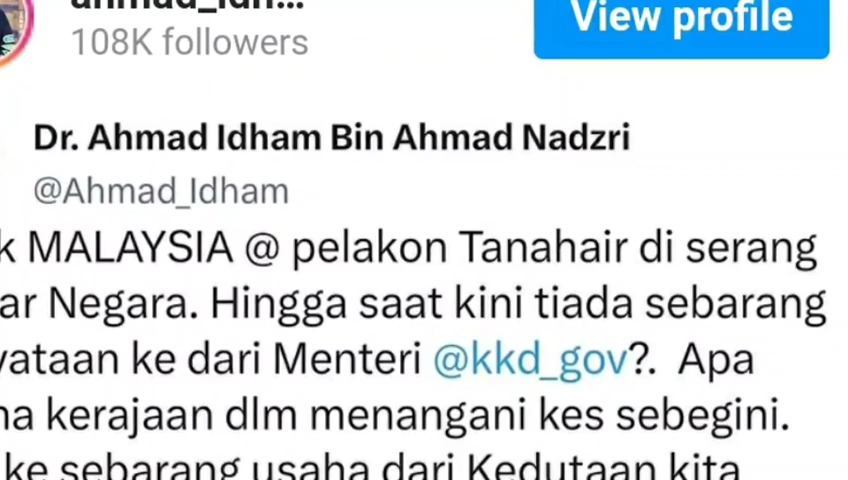 View profile
108K followers
Dr. Ahmad Idham Bin Ahmad Nadzri
@Ahmad_Idham
MALAYSIA @ pelakon Tanahair di serang
Negara. Hingga saat kini tiada sebarang
ke dari Menteri @kkd_gov?. Apa
kerajaan dlm menangani kes sebegini.
ke sebarang usaha dari Kedutaan kita